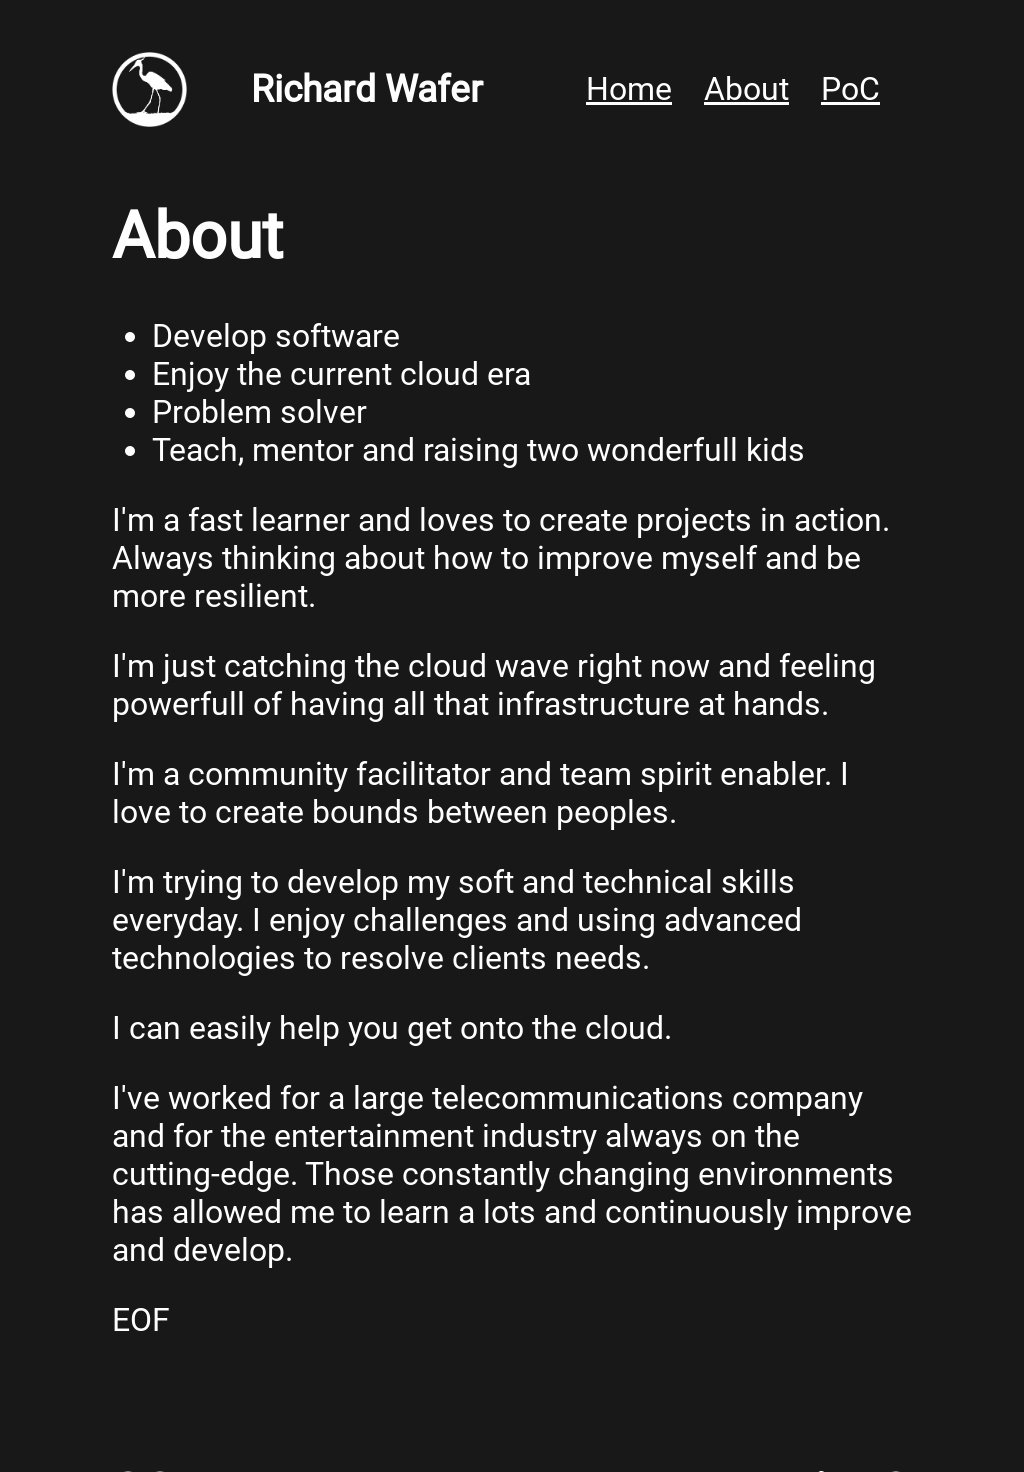 Richard Wafer
Home About PoC
About
• Develop software
• Enjoy the current cloud era
• Problem solver
• Teach, mentor and raising two wonderfull kids
I'm a fast learner and loves to create projects in action.
Always thinking about how to improve myself and be
more resilient.
I'm just catching the cloud wave right now and feeling
powerfull of having all that infrastructure at hands.
I'm a community facilitator and team spirit enabler. I
love to create bounds between peoples.
I'm trying to develop my soft and technical skills
everyday. I enjoy challenges and using advanced
technologies to resolve clients needs.
I can easily help you get onto the cloud.
I've worked for a large telecommunications company
and for the entertainment industry always on the
cutting-edge. Those constantly changing environments
has allowed me to learn a lots and continuously improve
and develop.
EOF